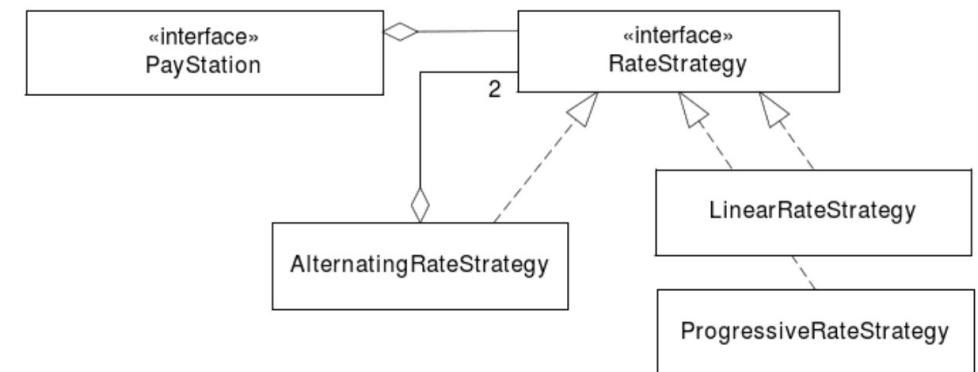 «interface»
PayStation
«interface»
RateStrategy
2
AlternatingRateStrategy
LinearRateStrategy
ProgressiveRateStrategy